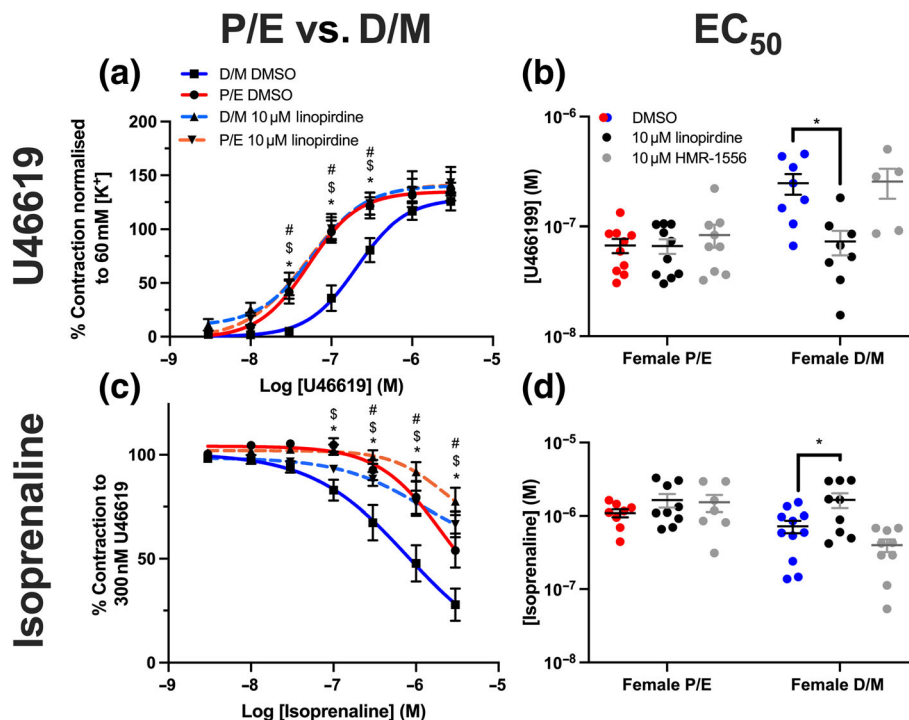 P/E vs. D/M
EC50
U46619
(a)
D/M DMSO
P/E DMSO
D/M 10 µM linopirdine
P/E 10 µM linopirdine
% Contraction normalised
to 60 mM [K+]
200
150
100
50
0
#
$
*
#
$
*
#
$
*
−9
−8
−7
−6
−5
Log [U46619] (M)
(b)
DMSO
10 µM linopirdine
10 µM HMR-1556
*
[U466199] (M)
10−6
10−7
10−8
Female P/E
Female D/M
Isoprenaline
(c)
% Contraction to
300nM U46619
100
50
0
$
*
#
$
*
#
$
*
#
$
*
−9
−8
−7
−6
−5
Log [Isoprenaline] (M)
(d)
*
[Isoprenaline] (M)
10−5
10−6
10−7
10−8
Female P/E
Female D/M